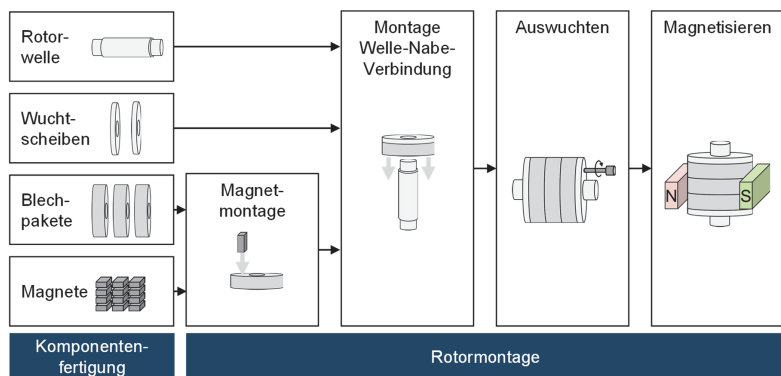 Rotor-
welle
Wucht-
scheiben
Blech-
pakete
Magnete
Magnet-
montage
Montage
Welle-Nabe-
Verbindung
Auswuchten
Magnetisieren
N
S
Komponenten-
fertigung
Rotormontage